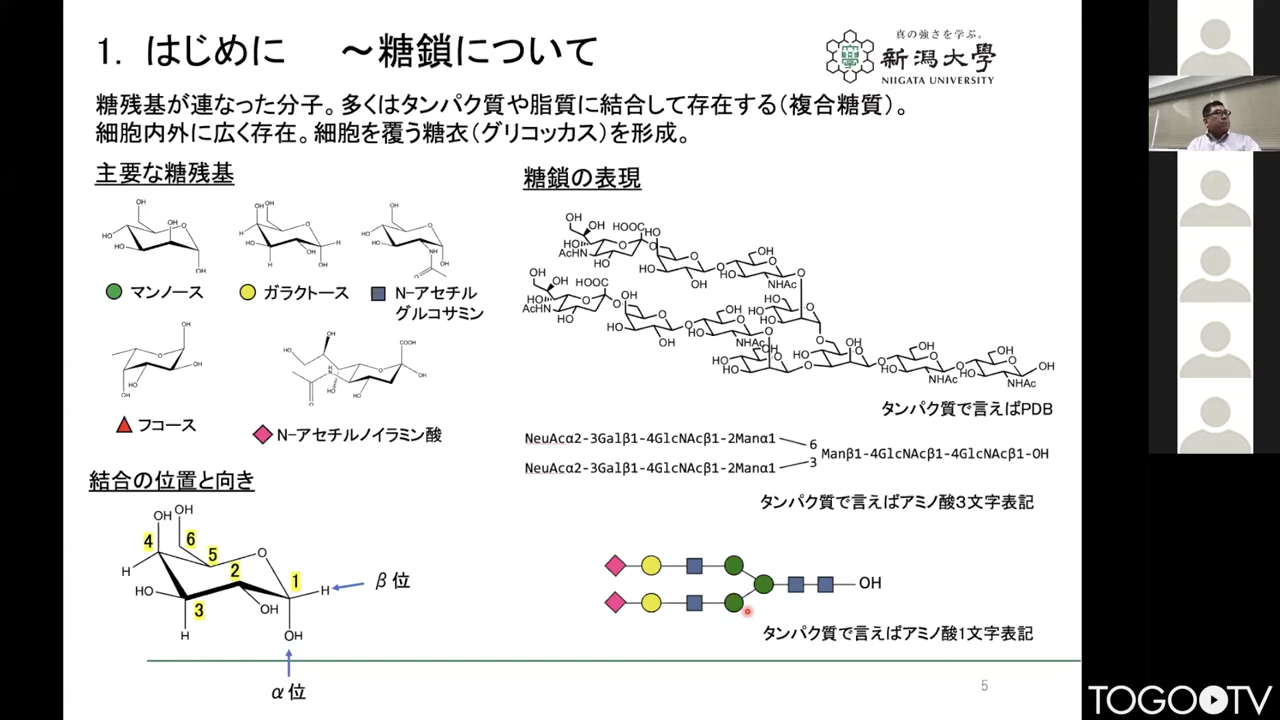 1. はじめに ～糖鎖について
真の強さを学ぶ。
新潟大學
NIIGATA UNIVERSITY
糖残基が連なった分子。多くはタンパク質や脂質に結合して存在する(複合糖質)。
細胞内外に広く存在。細胞を覆う糖衣(グリコッカス)を形成。
主要な糖残基
マンノース
ガラクトース
N-アセチル
グルコサミン
フコース
N-アセチルノイラミン酸
結合の位置と向き
OH
OH
4
6
5
O
2
1
H
H
β位
HO
3
OH
H
OH
α位
糖鎖の表現
タンパク質で言えばPDB
NeuAcα2-3Galβ1-4GlcNAcβ1-2Manα1
6
Manβ1-4GlcNAcβ1-4GlcNAcβ1-OH
NeuAcα2-3Galβ1-4GlcNAcβ1-2Manα1
3
タンパク質で言えばアミノ酸3文字表記
OH
タンパク質で言えばアミノ酸1文字表記
5
TOGO TV